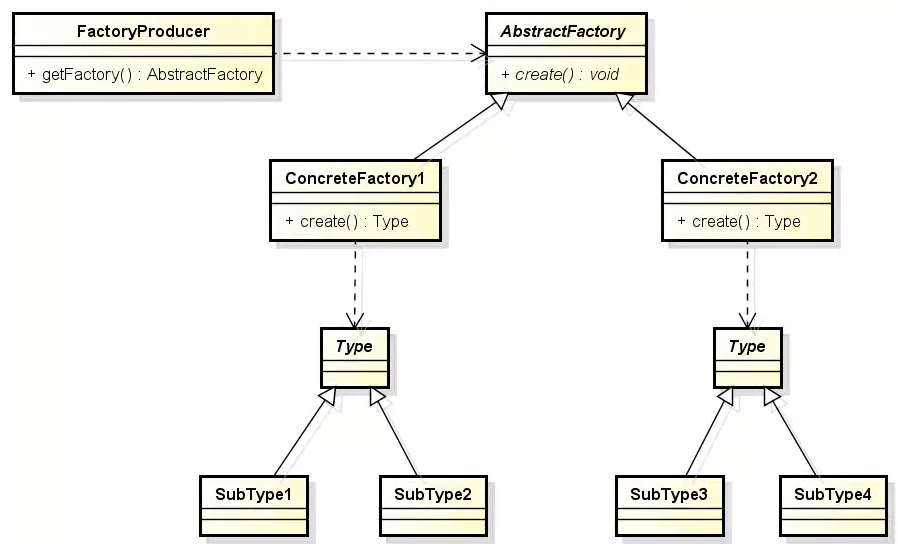 FactoryProducer
+ getFactory() : AbstractFactory
AbstractFactory
+ create() : void
ConcreteFactory1
+ create() : Type
ConcreteFactory2
+ create() : Type
Type
Type
SubType1
SubType2
SubType3
SubType4